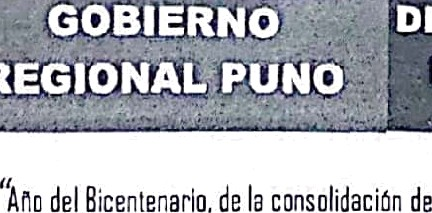 GOBIERNO
REGIONAL PUNO
“Año del Bicentenario, de la consolidación de